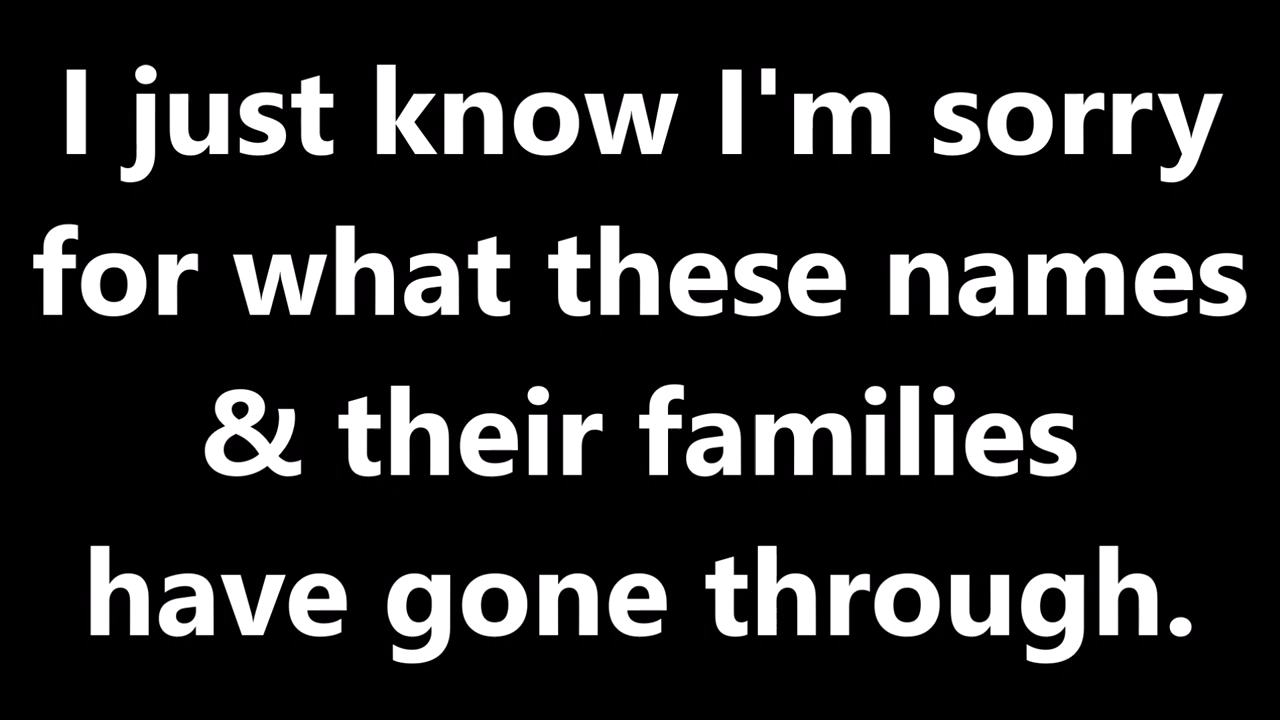 I just know I'm sorry
for what these names
& their families
have gone through.